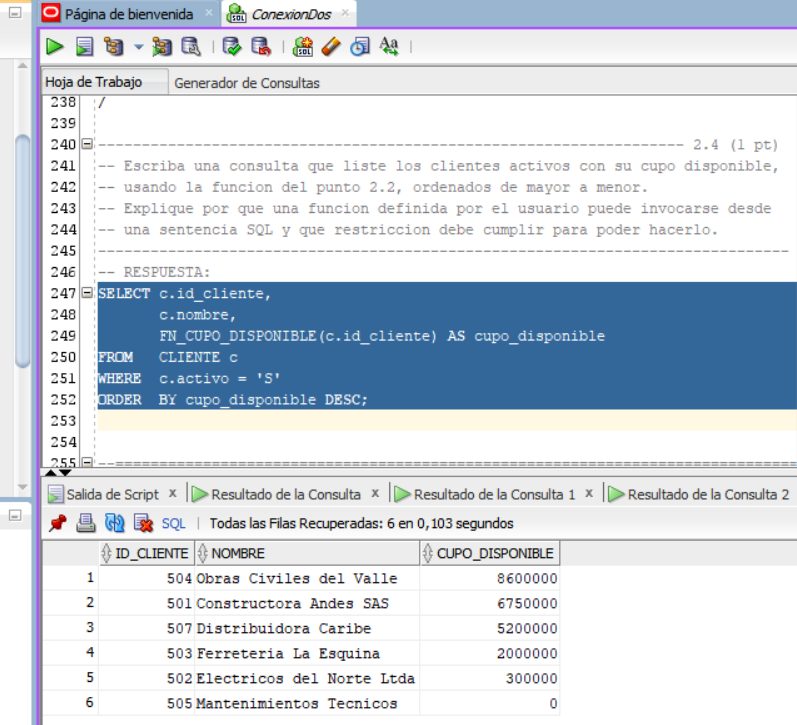 Página de bienvenida × ConexionDos ×
Hoja de Trabajo Generador de Consultas
238 /
239
240 -------------------------------------------------------------------- 2.4 (1 pt)
241 -- Escriba una consulta que liste los clientes activos con su cupo disponible,
242 -- usando la funcion del punto 2.2, ordenados de mayor a menor.
243 -- Explique por que una funcion definida por el usuario puede invocarse desde
244 -- una sentencia SQL y que restriccion debe cumplir para poder hacerlo.
245 --------------------------------------------------------------------------------
246 -- RESPUESTA:
247 SELECT c.id_cliente,
248 c.nombre,
249 FN_CUPO_DISPONIBLE(c.id_cliente) AS cupo_disponible
250 FROM CLIENTE c
251 WHERE c.activo = 'S'
252 ORDER BY cupo_disponible DESC;
253
254
255 --==============================================================================
Salida de Script × Resultado de la Consulta × Resultado de la Consulta 1 × Resultado de la Consulta 2
SQL | Todas las Filas Recuperadas: 6 en 0,103 segundos
ID_CLIENTE NOMBRE CUPO_DISPONIBLE
1 504 Obras Civiles del Valle 8600000
2 501 Constructora Andes SAS 6750000
3 507 Distribuidora Caribe 5200000
4 503 Ferreteria La Esquina 2000000
5 502 Electricos del Norte Ltda 300000
6 505 Mantenimientos Tecnicos 0